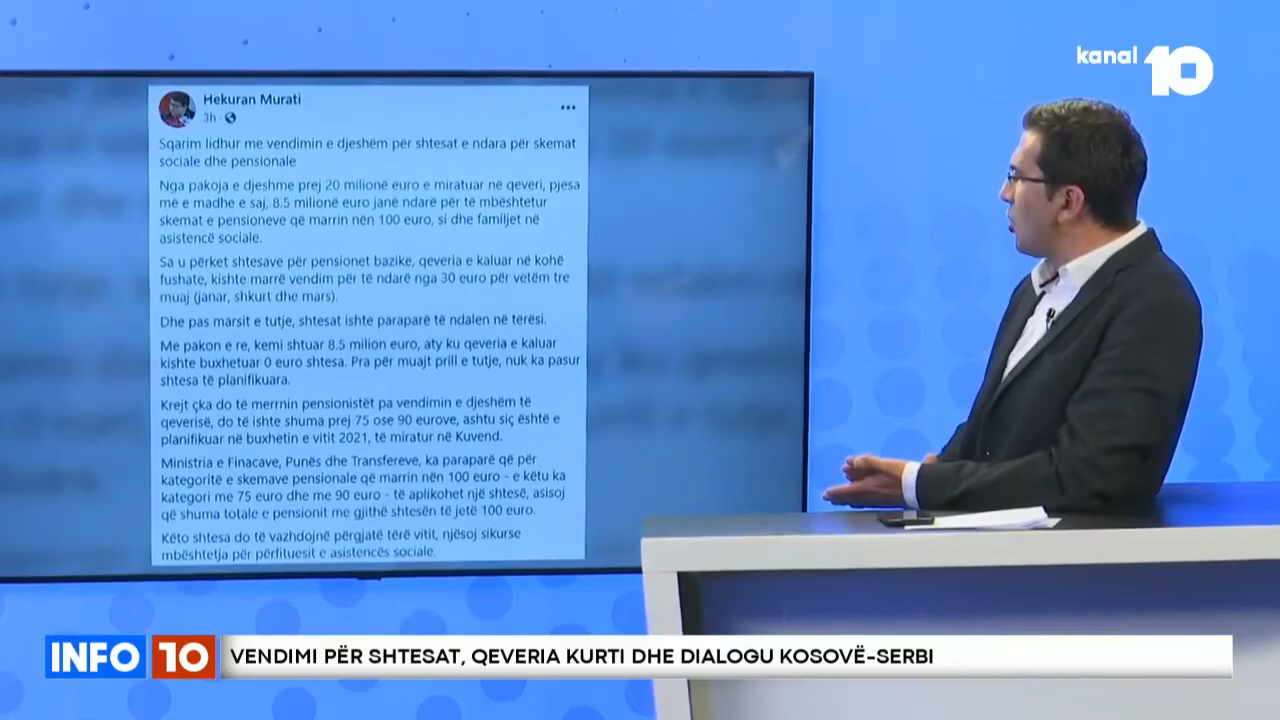 kanal 10
Hekuran Murati
3h
Sqarim lidhur me vendimin e djeshëm për shtesat e ndara për skemat
sociale dhe pensionale
Nga pakoja e djeshme prej 20 milionë euro e miratuar në qeveri, pjesa
më e madhe e saj, 8.5 milionë euro janë ndarë për të mbështetur
skemat e pensioneve që marrin nën 100 euro, si dhe familjet në
asistencë sociale.
Sa u përket shtesave për pensionet bazike, qeveria e kaluar në kohë
fushate, kishte marrë vendim për të ndarë nga 30 euro për vetëm tre
muaj (janar, shkurt dhe mars).
Dhe pas marsit e tutje, shtesat ishte paraparë të ndalen në tërësi.
Me pakon e re, kemi shtuar 8.5 milion euro, aty ku qeveria e kaluar
kishte buxhetuar 0 euro shtesa. Pra për muajt prill e tutje, nuk ka pasur
shtesa të planifikuara.
Krejt çka do të merrnin pensionistët pa vendimin e djeshëm të
qeverisë, do të ishte shuma prej 75 ose 90 eurove, ashtu siç është e
planifikuar në buxhetin e vitit 2021, të miratur në Kuvend.
Ministria e Finacave, Punës dhe Transfereve, ka paraparë që për
kategoritë e skemave pensionale që marrin nën 100 euro - e këtu ka
kategori me 75 euro dhe me 90 euro - të aplikohet një shtesë, asisoj
që shuma totale e pensionit me gjithë shtesën të jetë 100 euro.
Këto shtesa do të vazhdojnë përgjatë tërë vitit, njësoj sikurse
mbështetja për përfituesit e asistencës sociale.
INFO 10 VENDIMI PËR SHTESAT, QEVERIA KURTI DHE DIALOGU KOSOVË-SERBI